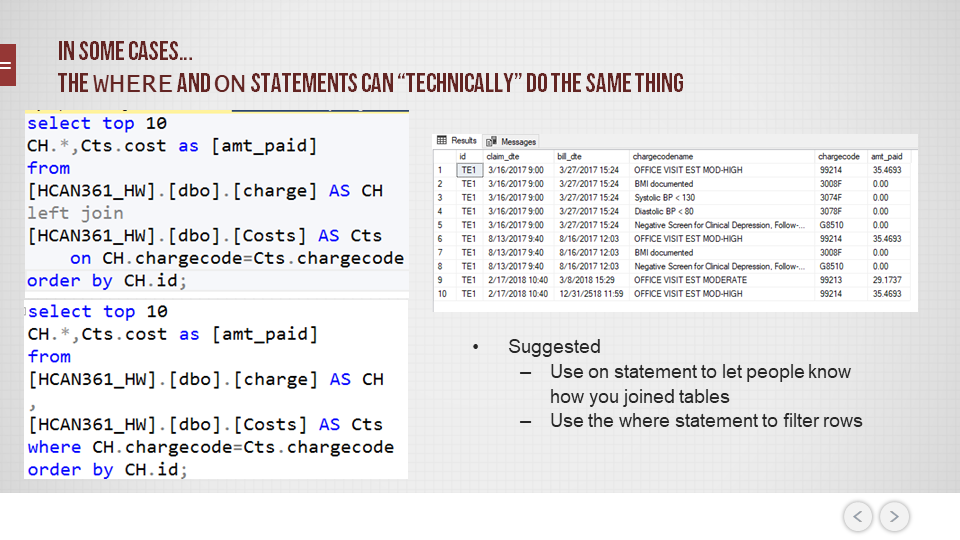 IN SOME CASES...
THE WHERE AND ON STATEMENTS CAN “TECHNICALLY” DO THE SAME THING
select top 10
CH.*,Cts.cost as [amt_paid]
from
[HCAN361_HW].[dbo].[charge] AS CH
left join
[HCAN361_HW].[dbo].[Costs] AS Cts
on CH.chargecode=Cts.chargecode
order by CH.id;
select top 10
CH.*,Cts.cost as [amt_paid]
from
[HCAN361_HW].[dbo].[charge] AS CH
,
[HCAN361_HW].[dbo].[Costs] AS Cts
where CH.chargecode=Cts.chargecode
order by CH.id;
Results Messages
id claim_dte bill_dte chargecodename chargecode amt_paid
1 TE1 3/16/2017 9:00 3/27/2017 15:24 OFFICE VISIT EST MOD-HIGH 99214 35.4693
2 TE1 3/16/2017 9:00 3/27/2017 15:24 BMI documented 3008F 0.00
3 TE1 3/16/2017 9:00 3/27/2017 15:24 Systolic BP < 130 3074F 0.00
4 TE1 3/16/2017 9:00 3/27/2017 15:24 Diastolic BP < 80 3078F 0.00
5 TE1 3/16/2017 9:00 3/27/2017 15:24 Negative Screen for Clinical Depression, Follow-... G8510 0.00
6 TE1 8/13/2017 9:40 8/16/2017 12:03 OFFICE VISIT EST MOD-HIGH 99214 35.4693
7 TE1 8/13/2017 9:40 8/16/2017 12:03 BMI documented 3008F 0.00
8 TE1 8/13/2017 9:40 8/16/2017 12:03 Negative Screen for Clinical Depression, Follow-... G8510 0.00
9 TE1 2/17/2018 10:40 3/8/2018 15:29 OFFICE VISIT EST MODERATE 99213 29.1737
10 TE1 2/17/2018 10:40 12/31/2518 11:59 OFFICE VISIT EST MOD-HIGH 99214 35.4693
• Suggested
– Use on statement to let people know
how you joined tables
– Use the where statement to filter rows